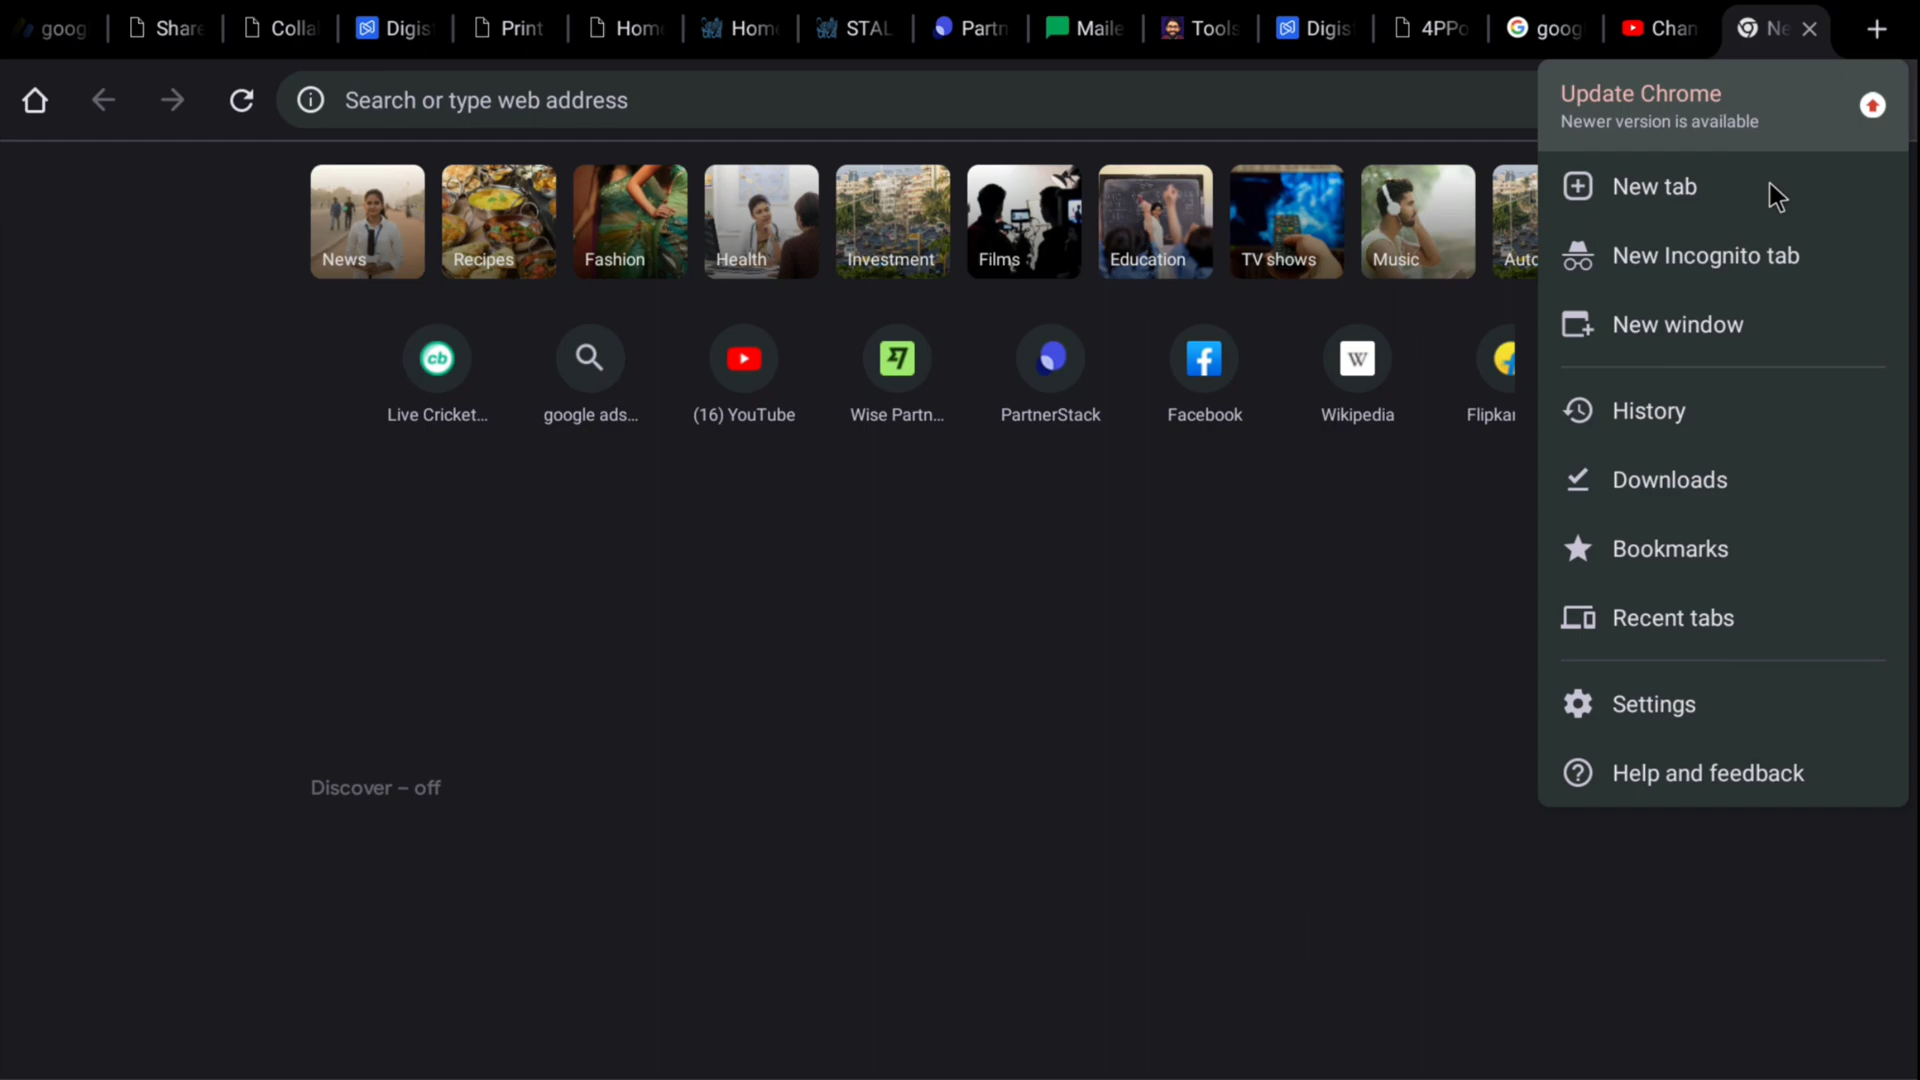 goog
Share
Colla
Digis
Print
Home
Home
STAL
Partn
Maile
Tools
Digis
4PPo
goog
Chan
Ne
Search or type web address
Update Chrome
Newer version is available
New tab
New Incognito tab
New window
History
Downloads
Bookmarks
Recent tabs
Settings
Help and feedback
News
Recipes
Fashion
Health
Investment
Films
Education
TV shows
Music
Auto
cb
Live Cricket...
google ads...
(16) YouTube
Wise Partn...
PartnerStack
Facebook
W
Wikipedia
Flipkar
Discover – off